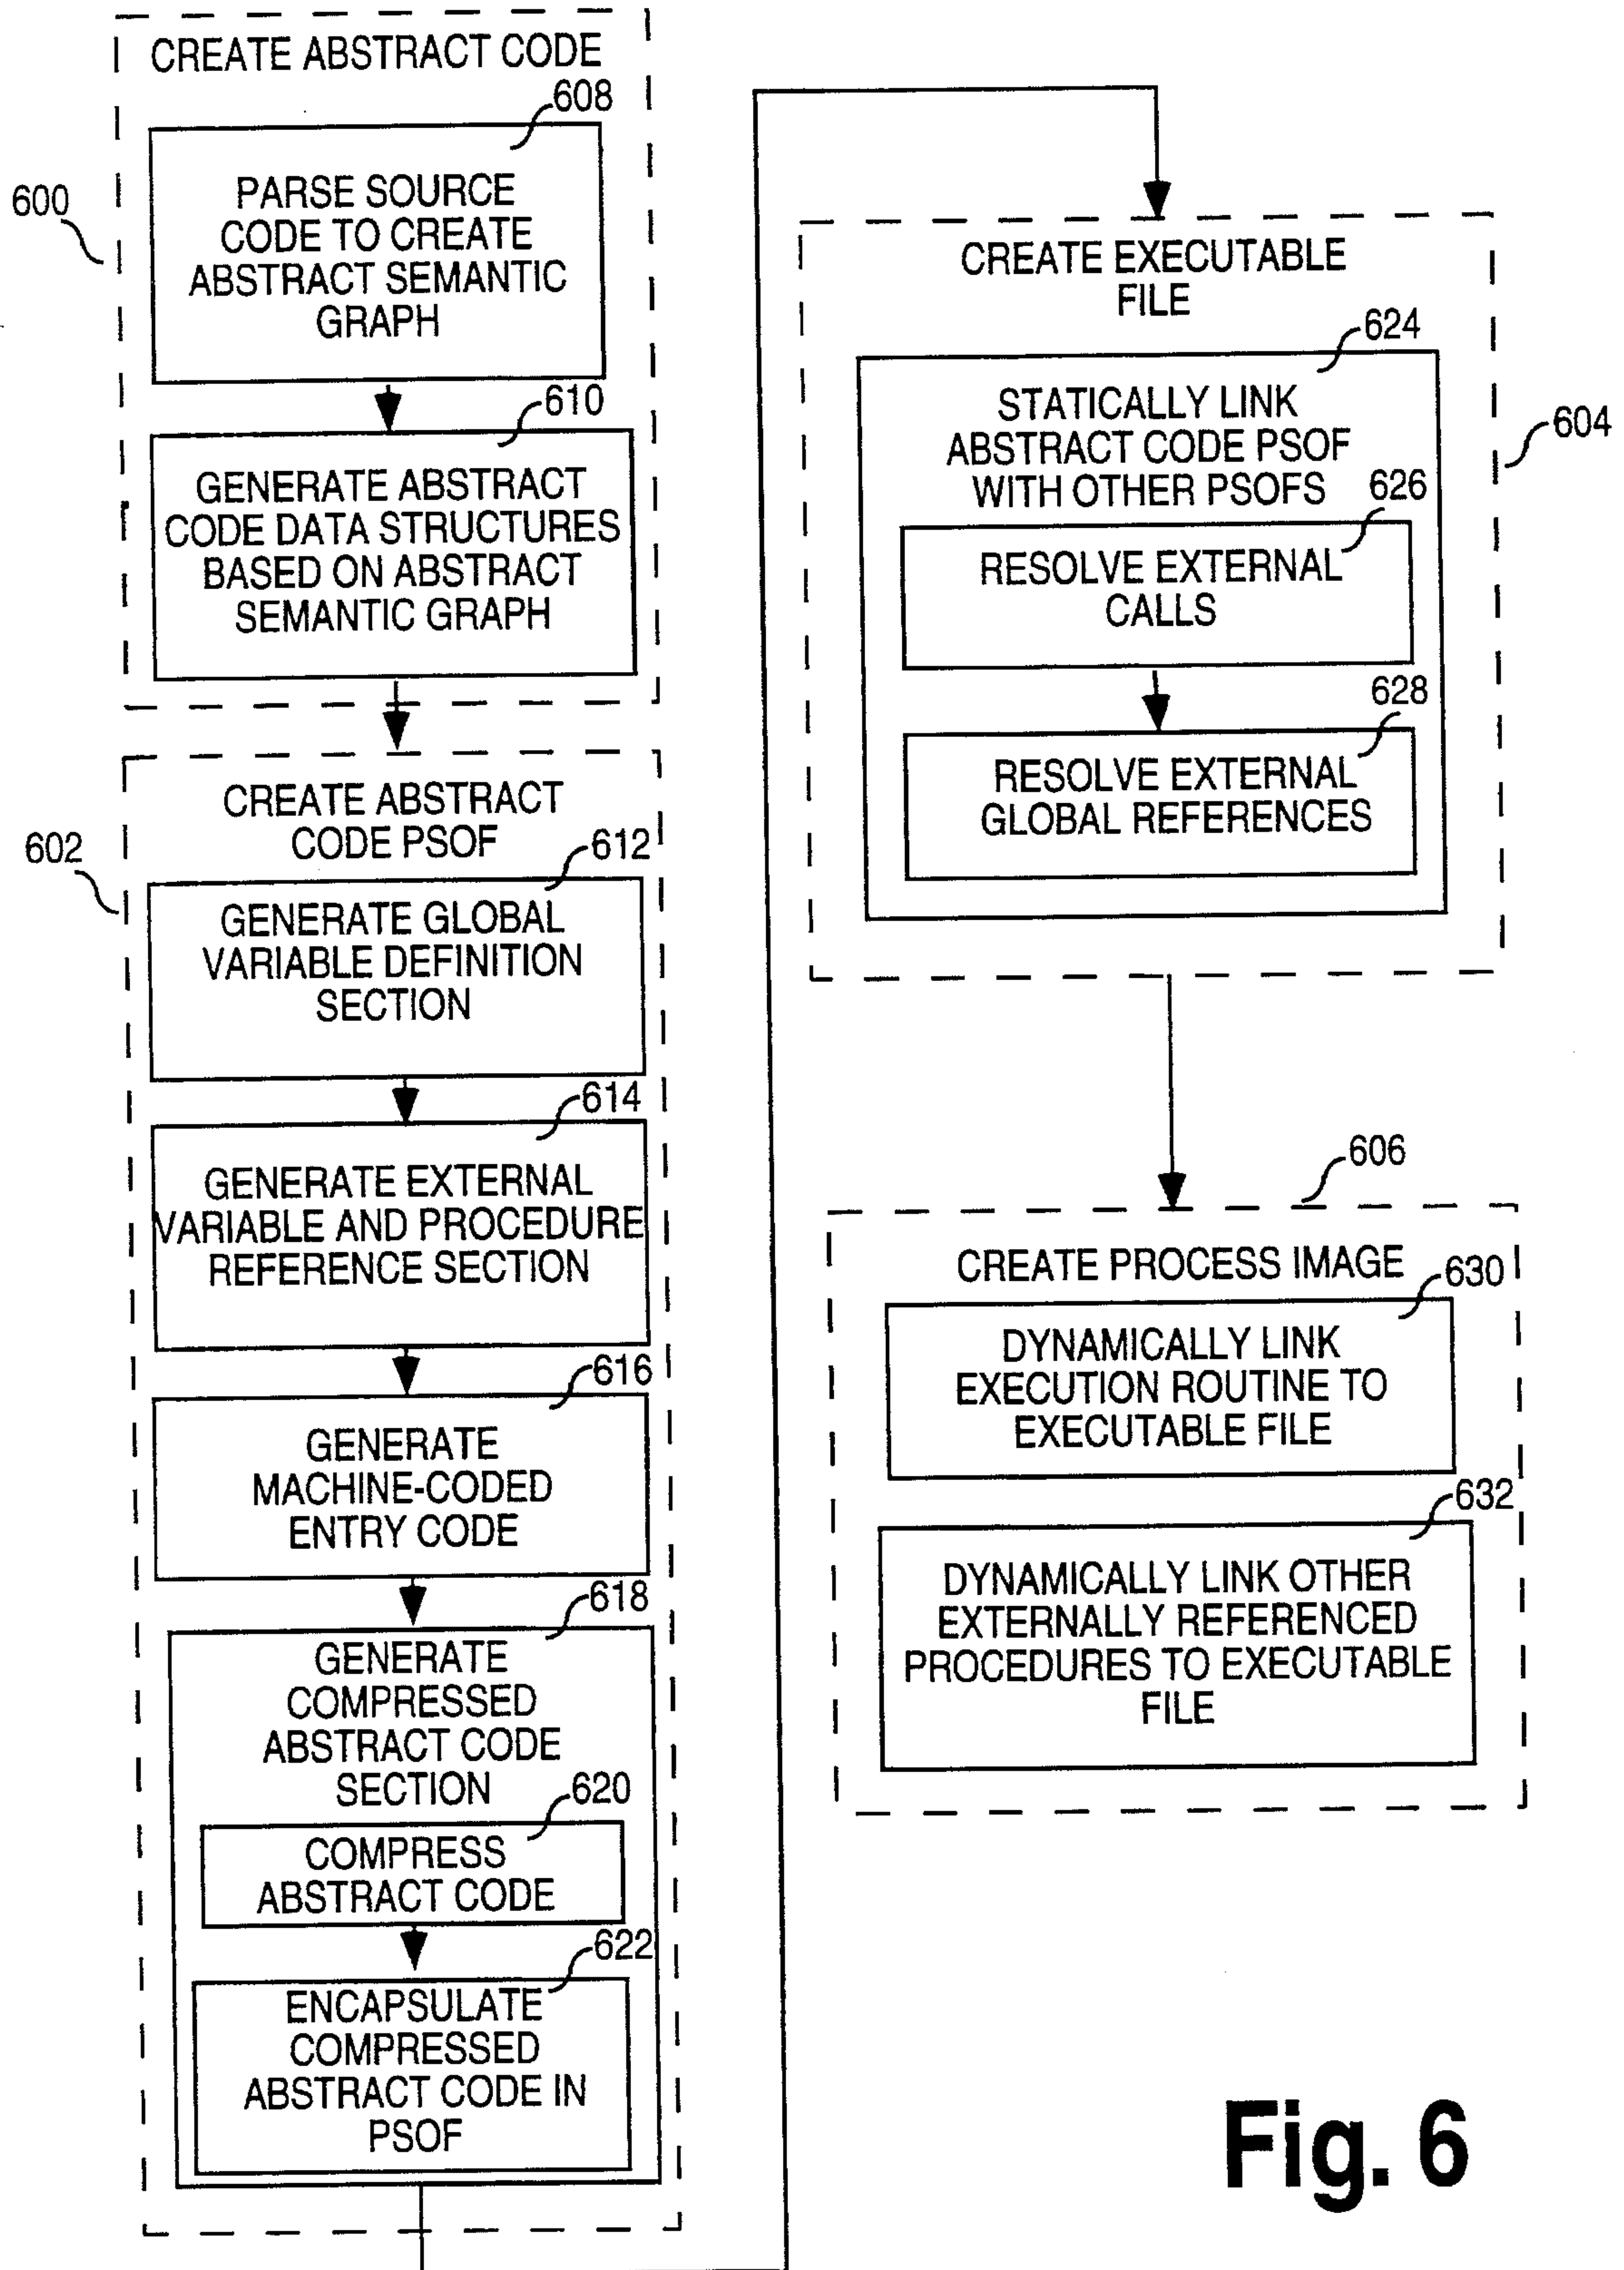 CREATE ABSTRACT CODE
608
600
PARSE SOURCE
CODE TO CREATE
ABSTRACT SEMANTIC
GRAPH
610
GENERATE ABSTRACT
CODE DATA STRUCTURES
BASED ON ABSTRACT
SEMANTIC GRAPH
602
CREATE ABSTRACT
CODE PSOF
612
GENERATE GLOBAL
VARIABLE DEFINITION
SECTION
614
GENERATE EXTERNAL
VARIABLE AND PROCEDURE
REFERENCE SECTION
616
GENERATE
MACHINE-CODED
ENTRY CODE
618
GENERATE
COMPRESSED
ABSTRACT CODE
SECTION
620
COMPRESS
ABSTRACT CODE
622
ENCAPSULATE
COMPRESSED
ABSTRACT CODE IN
PSOF
CREATE EXECUTABLE
FILE
624
604
STATICALLY LINK
ABSTRACT CODE PSOF
WITH OTHER PSOFS
626
RESOLVE EXTERNAL
CALLS
628
RESOLVE EXTERNAL
GLOBAL REFERENCES
606
CREATE PROCESS IMAGE
630
DYNAMICALLY LINK
EXECUTION ROUTINE TO
EXECUTABLE FILE
632
DYNAMICALLY LINK OTHER
EXTERNALLY REFERENCED
PROCEDURES TO EXECUTABLE
FILE
Fig. 6